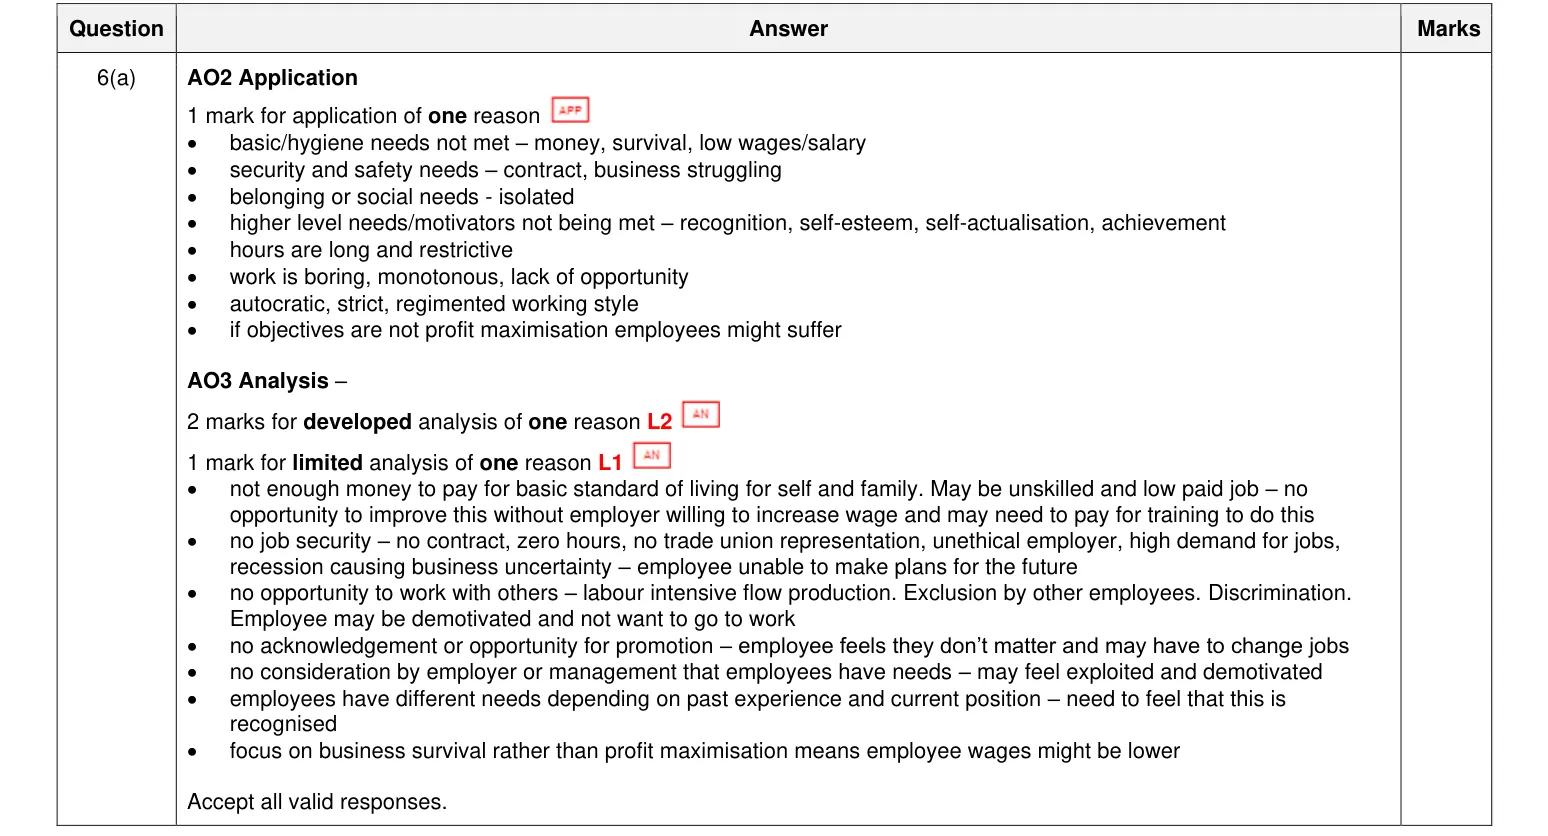 Question Answer Marks
6(a) AO2 Application
1 mark for application of one reason APP
• basic/hygiene needs not met – money, survival, low wages/salary
• security and safety needs – contract, business struggling
• belonging or social needs - isolated
• higher level needs/motivators not being met – recognition, self-esteem, self-actualisation, achievement
• hours are long and restrictive
• work is boring, monotonous, lack of opportunity
• autocratic, strict, regimented working style
• if objectives are not profit maximisation employees might suffer
AO3 Analysis –
2 marks for developed analysis of one reason L2 AN
1 mark for limited analysis of one reason L1 AN
• not enough money to pay for basic standard of living for self and family. May be unskilled and low paid job – no
opportunity to improve this without employer willing to increase wage and may need to pay for training to do this
• no job security – no contract, zero hours, no trade union representation, unethical employer, high demand for jobs,
recession causing business uncertainty – employee unable to make plans for the future
• no opportunity to work with others – labour intensive flow production. Exclusion by other employees. Discrimination.
Employee may be demotivated and not want to go to work
• no acknowledgement or opportunity for promotion – employee feels they don’t matter and may have to change jobs
• no consideration by employer or management that employees have needs – may feel exploited and demotivated
• employees have different needs depending on past experience and current position – need to feel that this is
recognised
• focus on business survival rather than profit maximisation means employee wages might be lower
Accept all valid responses.